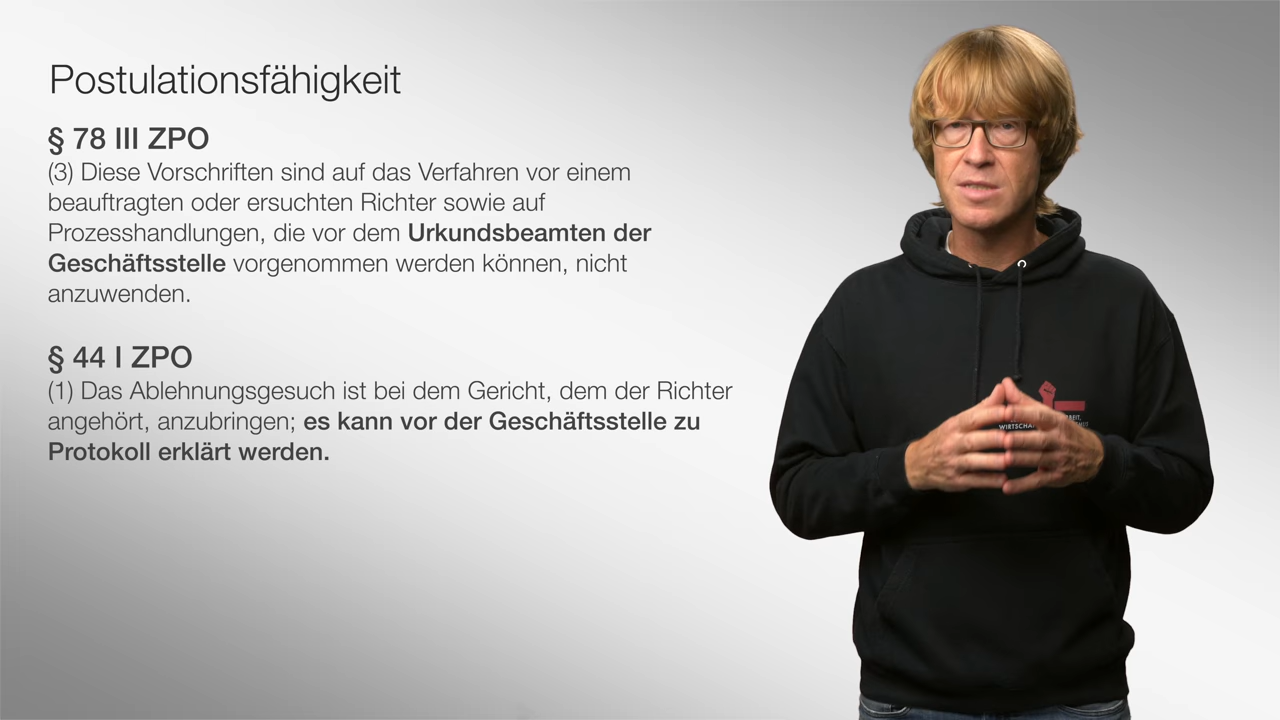 Postulationsfähigkeit
§ 78 III ZPO
(3) Diese Vorschriften sind auf das Verfahren vor einem
beauftragten oder ersuchten Richter sowie auf
Prozesshandlungen, die vor dem Urkundsbeamten der
Geschäftsstelle vorgenommen werden können, nicht
anzuwenden.
§ 44 I ZPO
(1) Das Ablehnungsgesuch ist bei dem Gericht, dem der Richter
angehört, anzubringen; es kann vor der Geschäftsstelle zu
Protokoll erklärt werden.